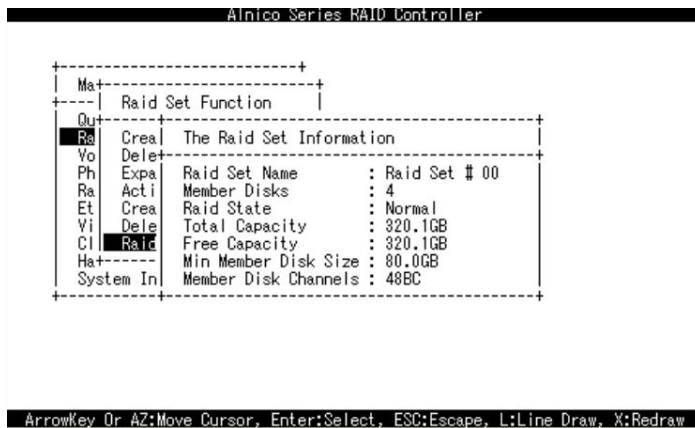 Alnico Series RAID Controller
Ma
Raid Set Function
Qu
Ra Crea The Raid Set Information
Vo Dele
Ph Expa Raid Set Name : Raid Set # 00
Ra Acti Member Disks : 4
Et Crea Raid State : Normal
Vi Dele Total Capacity : 320.1GB
Cl Raid Free Capacity : 320.1GB
Ha Min Member Disk Size : 80.0GB
System In Member Disk Channels : 48BC
ArrowKey Or AZ:Move Cursor, Enter:Select, ESC:Escape, L:Line Draw, X:Redraw